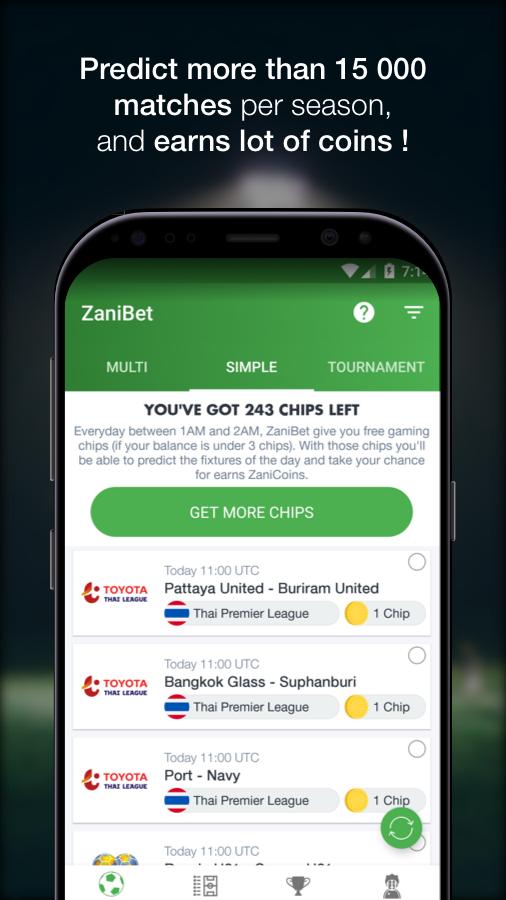 Predict more than 15 000
matches per season,
and earns lot of coins !
ZaniBet
MULTI SIMPLE TOURNAMENT
YOU'VE GOT 243 CHIPS LEFT
Everyday between 1AM and 2AM, ZaniBet give you free gaming
chips (if your balance is under 3 chips). With those chips you'll
be able to predict the fixtures of the day and take your chance
for earns ZaniCoins.
GET MORE CHIPS
Today 11:00 UTC
TOYOTA
THAI LEAGUE
Pattaya United - Buriram United
Thai Premier League 1 Chip
Today 11:00 UTC
TOYOTA
THAI LEAGUE
Bangkok Glass - Suphanburi
Thai Premier League 1 Chip
Today 11:00 UTC
TOYOTA
THAI LEAGUE
Port - Navy
Thai Premier League 1 Chip
Today 11:00 UTC